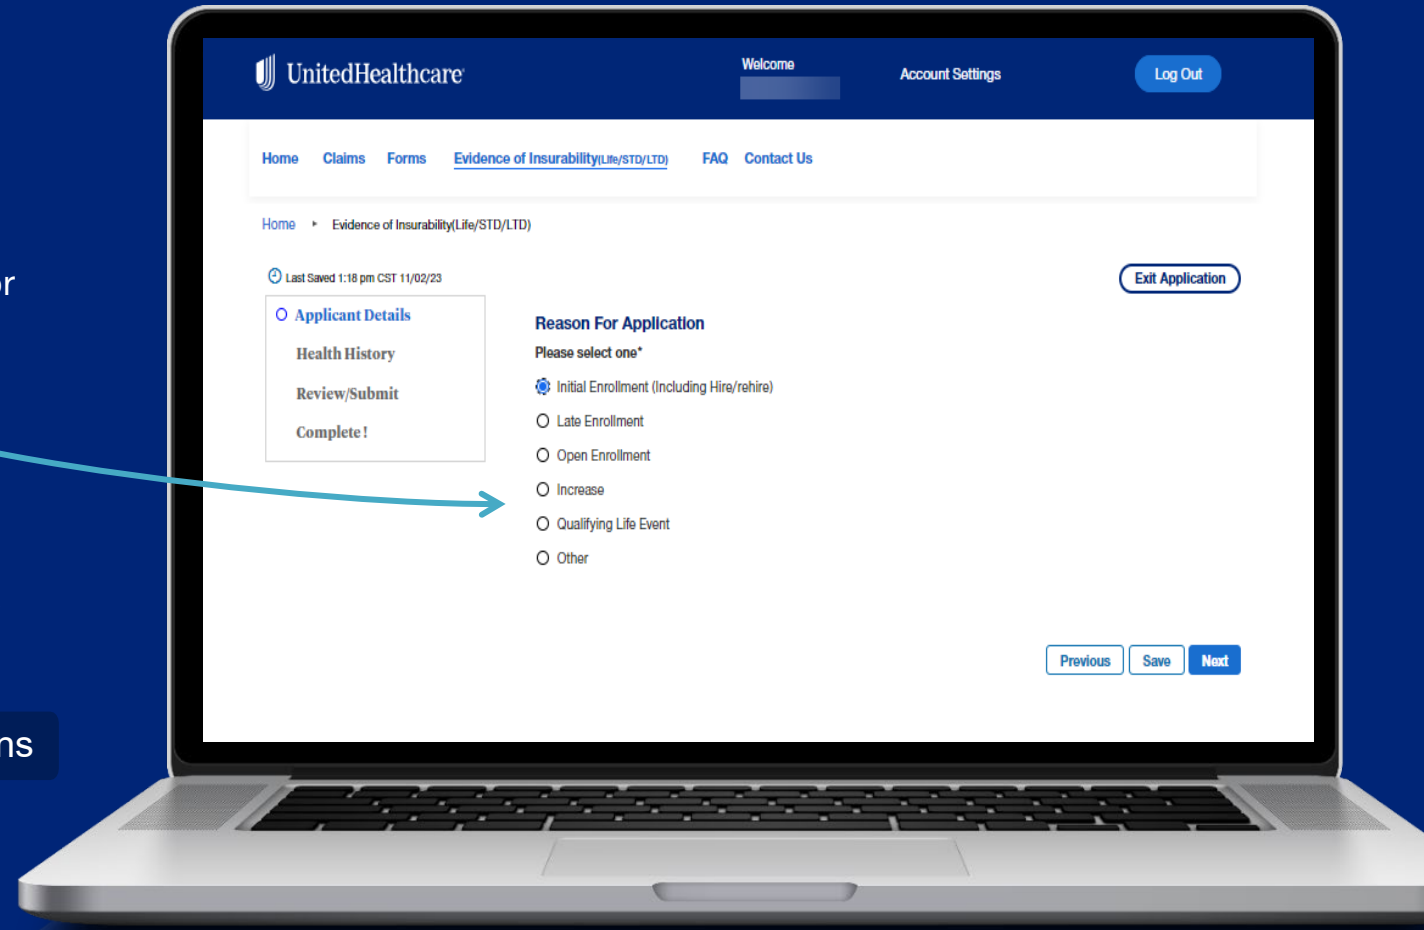 UnitedHealthcare
Welcome
Account Settings
Log Out
Home Claims Forms Evidence of Insurability(Life/STD/LTD) FAQ Contact Us
Home ‣ Evidence of Insurability(Life/STD/LTD)
Last Saved 1:18 pm CST 11/02/23
Exit Application
Applicant Details
Health History
Review/Submit
Complete!
Reason For Application
Please select one*
Initial Enrollment (Including Hire/rehire)
Late Enrollment
Open Enrollment
Increase
Qualifying Life Event
Other
Previous Save Next